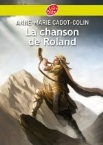 ANNE-MARIE CADOT-COLIN
La chanson
de Roland